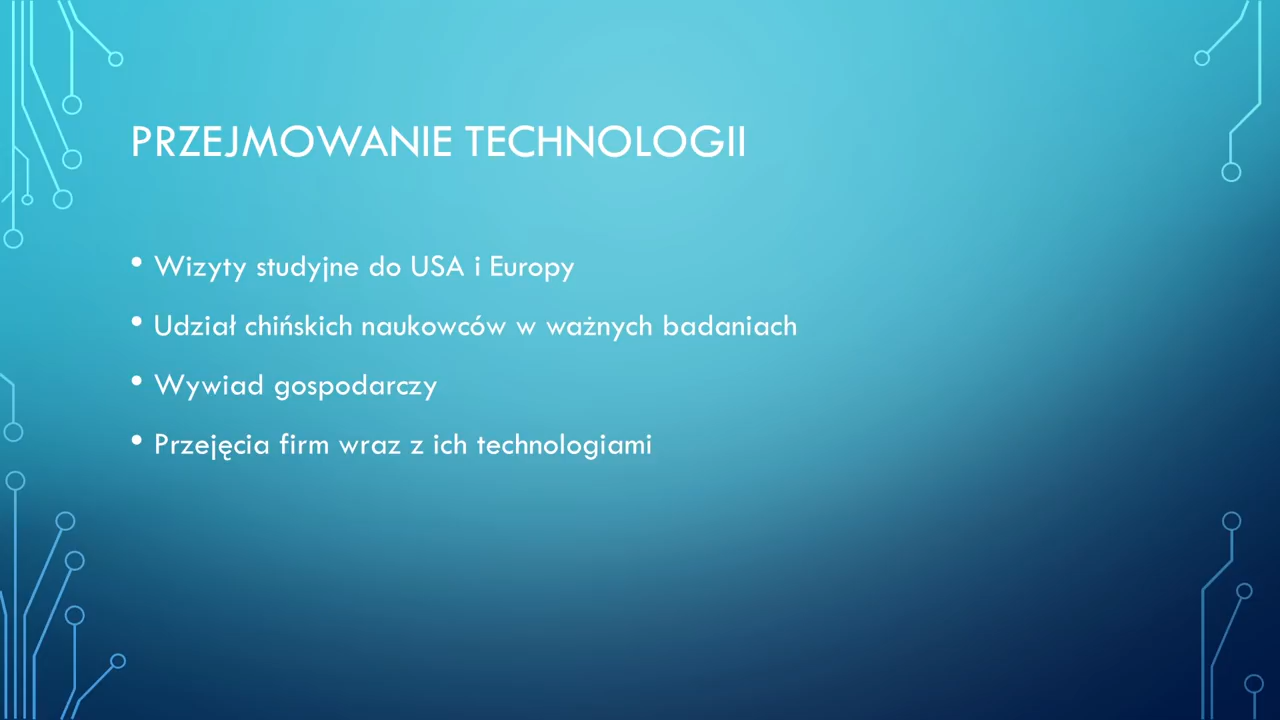 PRZEJMOWANIE TECHNOLOGII
• Wizyty studyjne do USA i Europy
• Udział chińskich naukowców w ważnych badaniach
• Wywiad gospodarczy
• Przejęcia firm wraz z ich technologiami